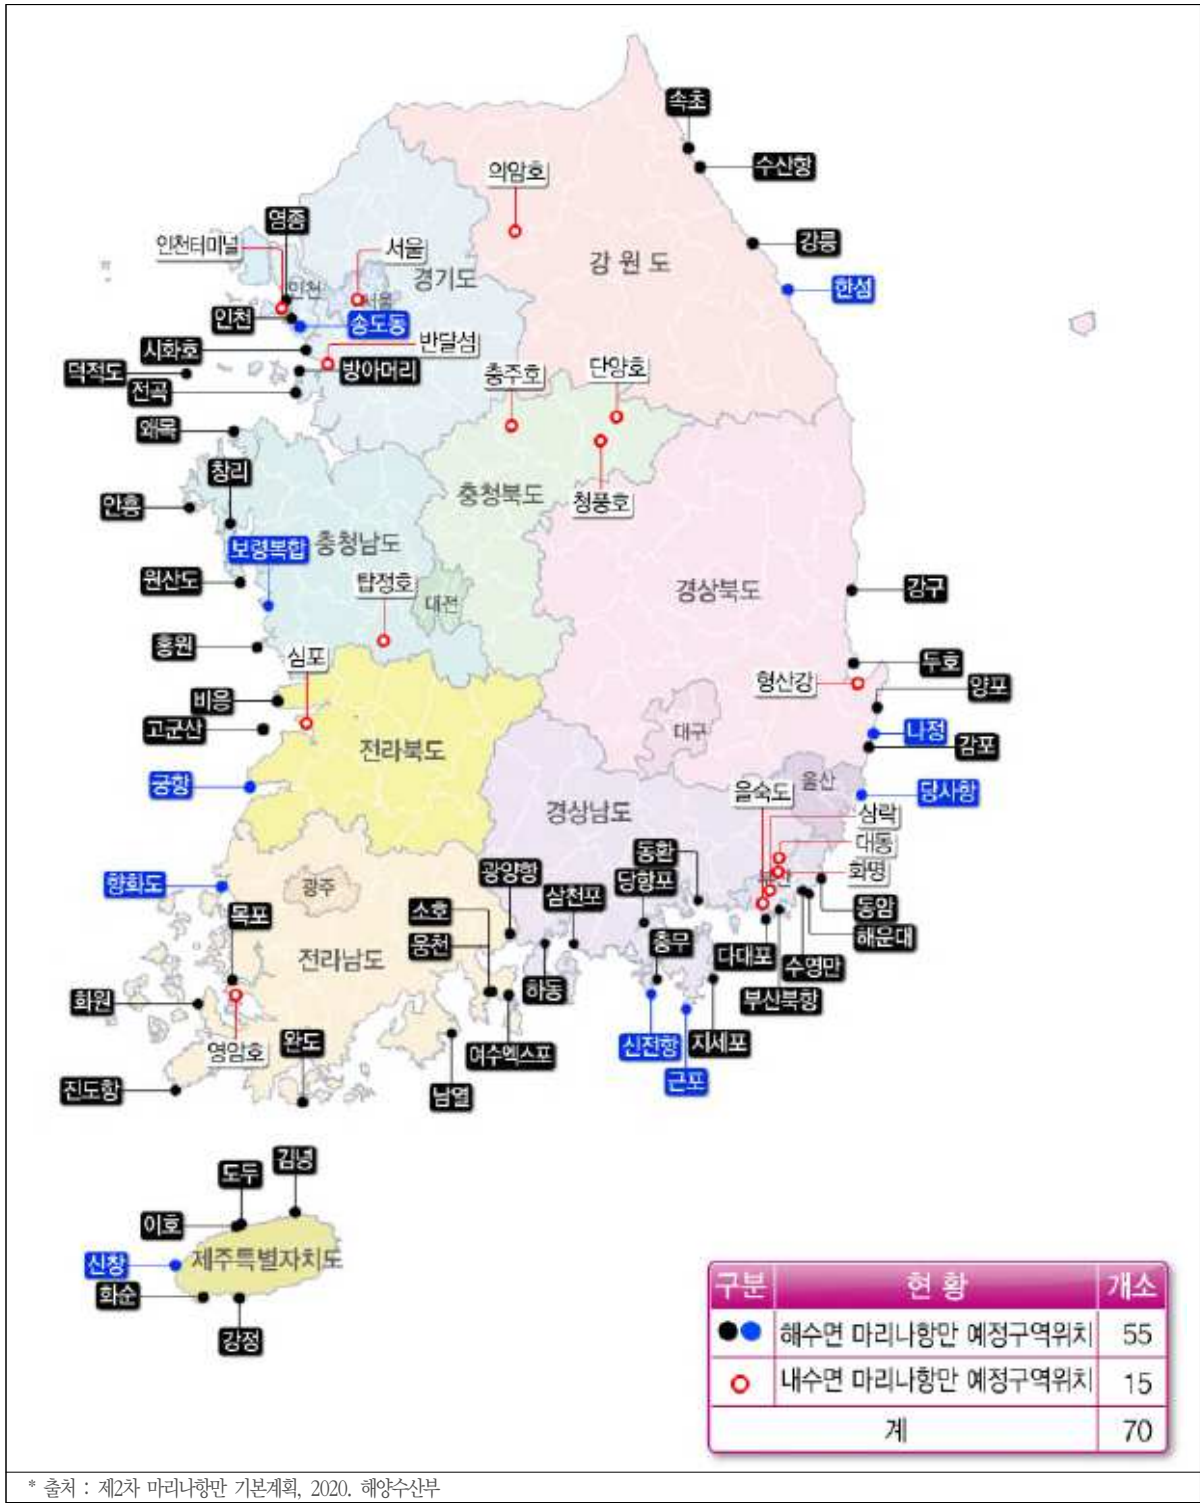 속초
수산항
의암호
영종
강릉
인천터미널
서울
강원도
경기도
한섬
인천
서울
인천
송도동
시화호
반달섬
덕적도
방아머리
단양호
충주호
전곡
왜목
창리
안흥
충청북도
청풍호
보령복합
충청남도
원산도
탑정호
대전
경상북도
강구
홍원
심포
두호
형산강
양포
비응
고군산
대구
나정
전라북도
감포
궁항
울산
을숙도
당사항
경상남도
삼락
대동
동환
화명
광양항
부산
향화도
광주
당항포
삼천포
동암
목포
소호
해운대
웅천
충무
다대포
전라남도
수영만
하동
화원
부산북항
영암호
완도
신전항
지세포
여수엑스포
근포
진도항
남열
김녕
도두
이호
신창
제주특별자치도
화순
강정
구분 현황 개소
해수면 마리나항만 예정구역위치 55
내수면 마리나항만 예정구역위치 15
계 70
* 출처 : 제2차 마리나항만 기본계획, 2020. 해양수산부